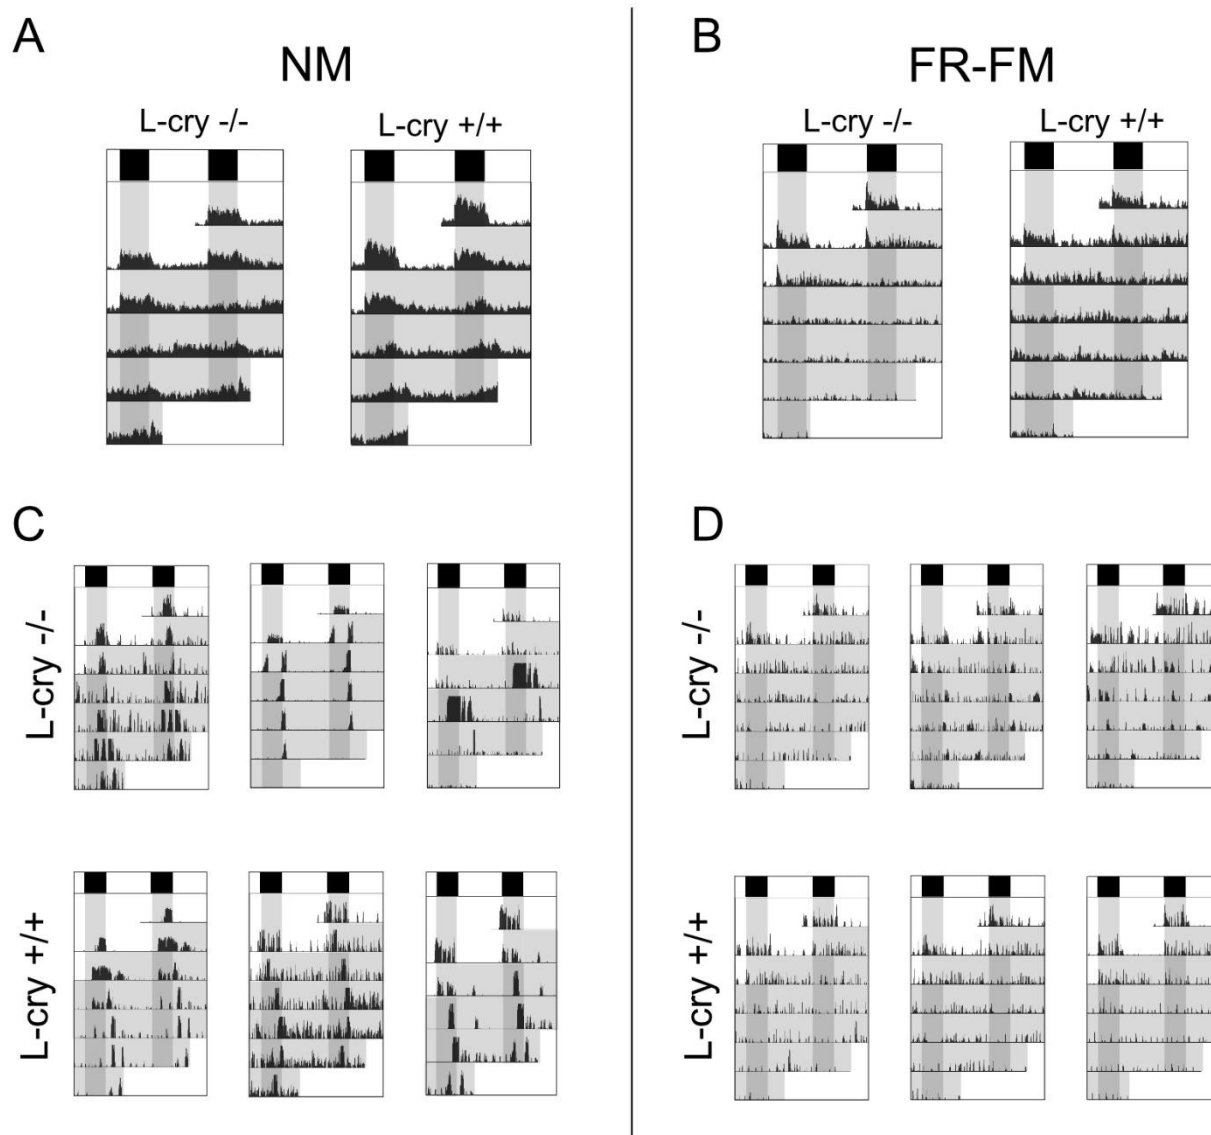 A
NM
L-cry -/-
L-cry +/+
B
FR-FM
L-cry -/-
L-cry +/+
C
L-cry -/-
L-cry +/+
D
L-cry -/-
L-cry +/+